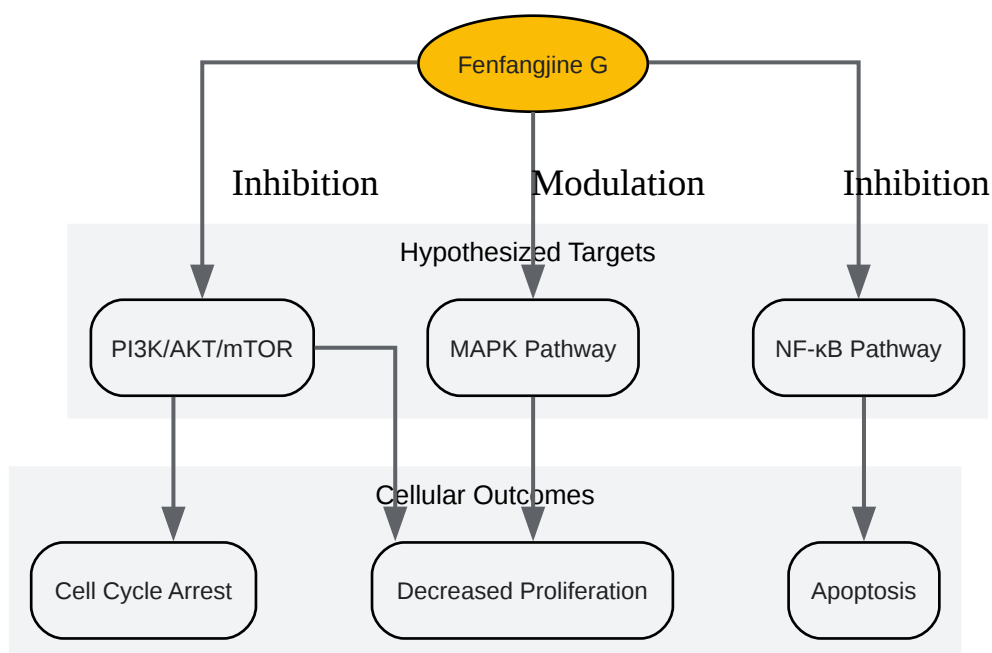 Fenfangjine G
Inhibition
Modulation
Inhibition
Hypothesized Targets
PI3K/AKT/mTOR
MAPK Pathway
NF-κB Pathway
Cellular Outcomes
Cell Cycle Arrest
Decreased Proliferation
Apoptosis